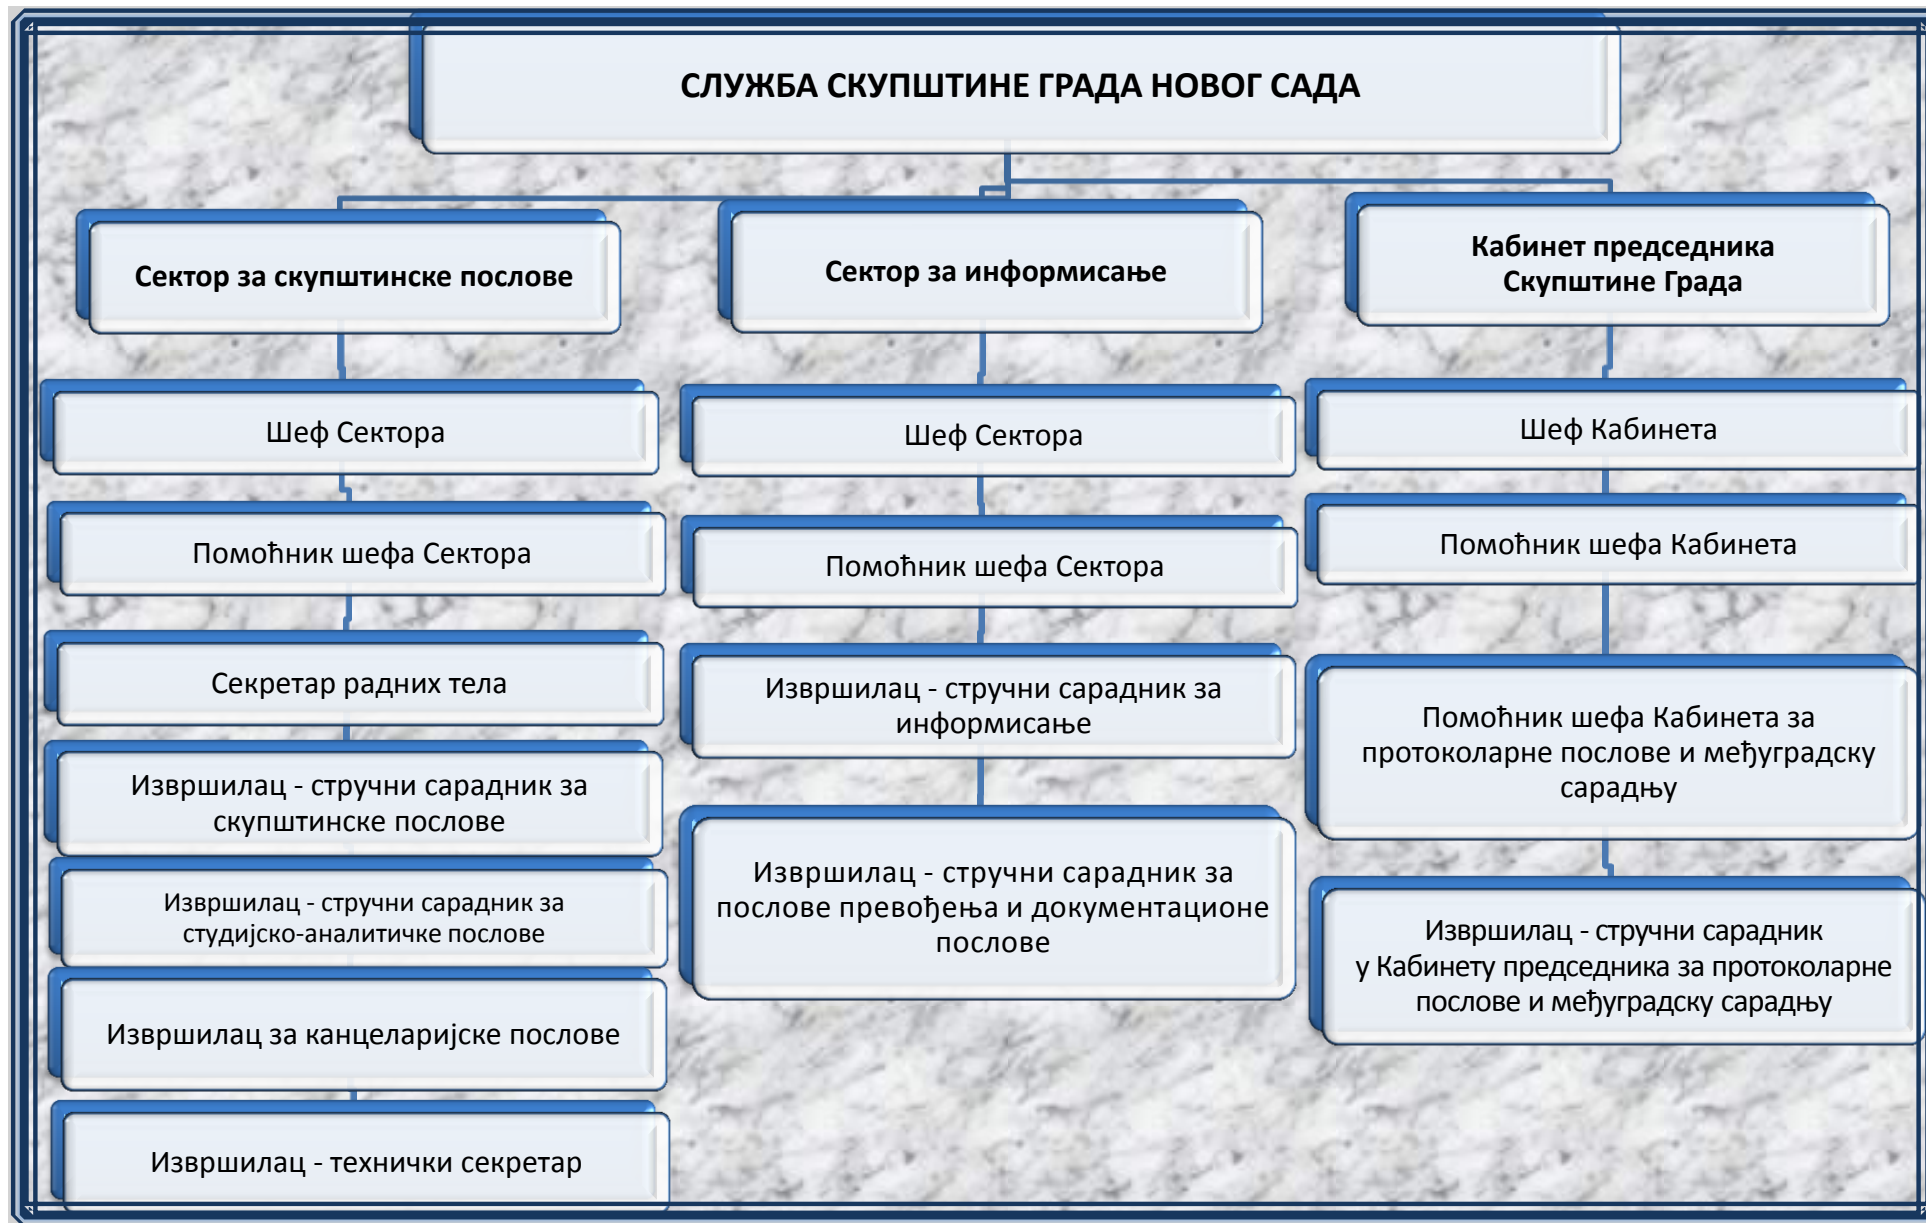 СЛУЖБА СКУПШТИНЕ ГРАДА НОВОГ САДА
Сектор за скупштинске послове
Шеф Сектора
Помоћник шефа Сектора
Секретар радних тела
Извршилац - стручни сарадник за
скупштинске послове
Извршилац - стручни сарадник за
студијско-аналитичке послове
Извршилац за канцеларијске послове
Извршилац - технички секретар
Сектор за информисање
Шеф Сектора
Помоћник шефа Сектора
Извршилац - стручни сарадник за
информисање
Извршилац - стручни сарадник за
послове превођења и документационе
послове
Кабинет председника
Скупштине Града
Шеф Кабинета
Помоћник шефа Кабинета
Помоћник шефа Кабинета за
протоколарне послове и међуградску
сарадњу
Извршилац - стручни сарадник
у Кабинету председника за протоколарне
послове и међуградску сарадњу